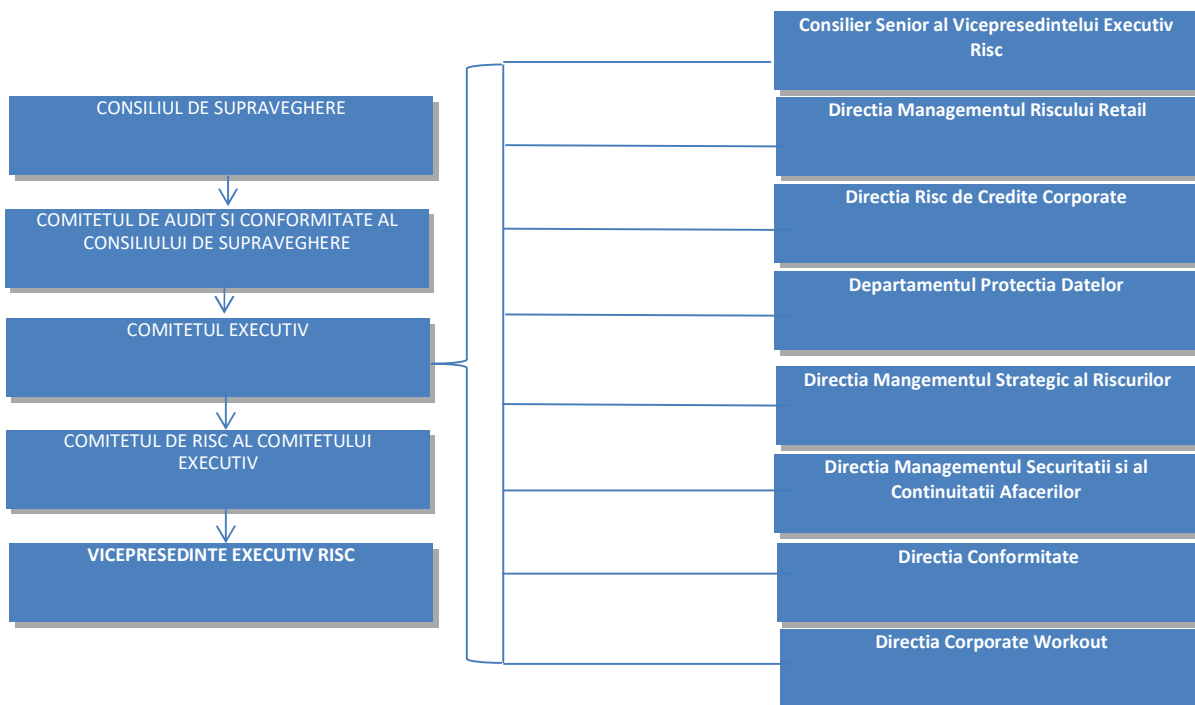 CONSILIUL DE SUPRAVEGHERE
COMITETUL DE AUDIT SI CONFORMITATE AL
CONSILIULUI DE SUPRAVEGHERE
COMITETUL EXECUTIV
COMITETUL DE RISC AL COMITETULUI
EXECUTIV
VICEPRESEDINTE EXECUTIV RISC
Consilier Senior al Vicepresedintelui Executiv
Risc
Directia Managementul Riscului Retail
Directia Risc de Credite Corporate
Departamentul Protectia Datelor
Directia Mangementul Strategic al Riscurilor
Directia Managementul Securitatii si al
Continuitatii Afacerilor
Directia Conformitate
Directia Corporate Workout